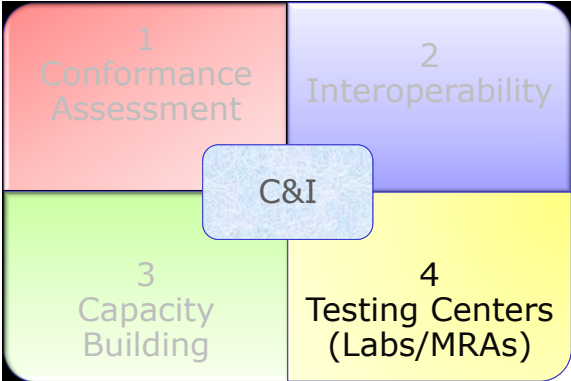 1
Conformance
Assessment
2
Interoperability
C&I
3
Capacity
Building
4
Testing Centers
(Labs/MRAs)